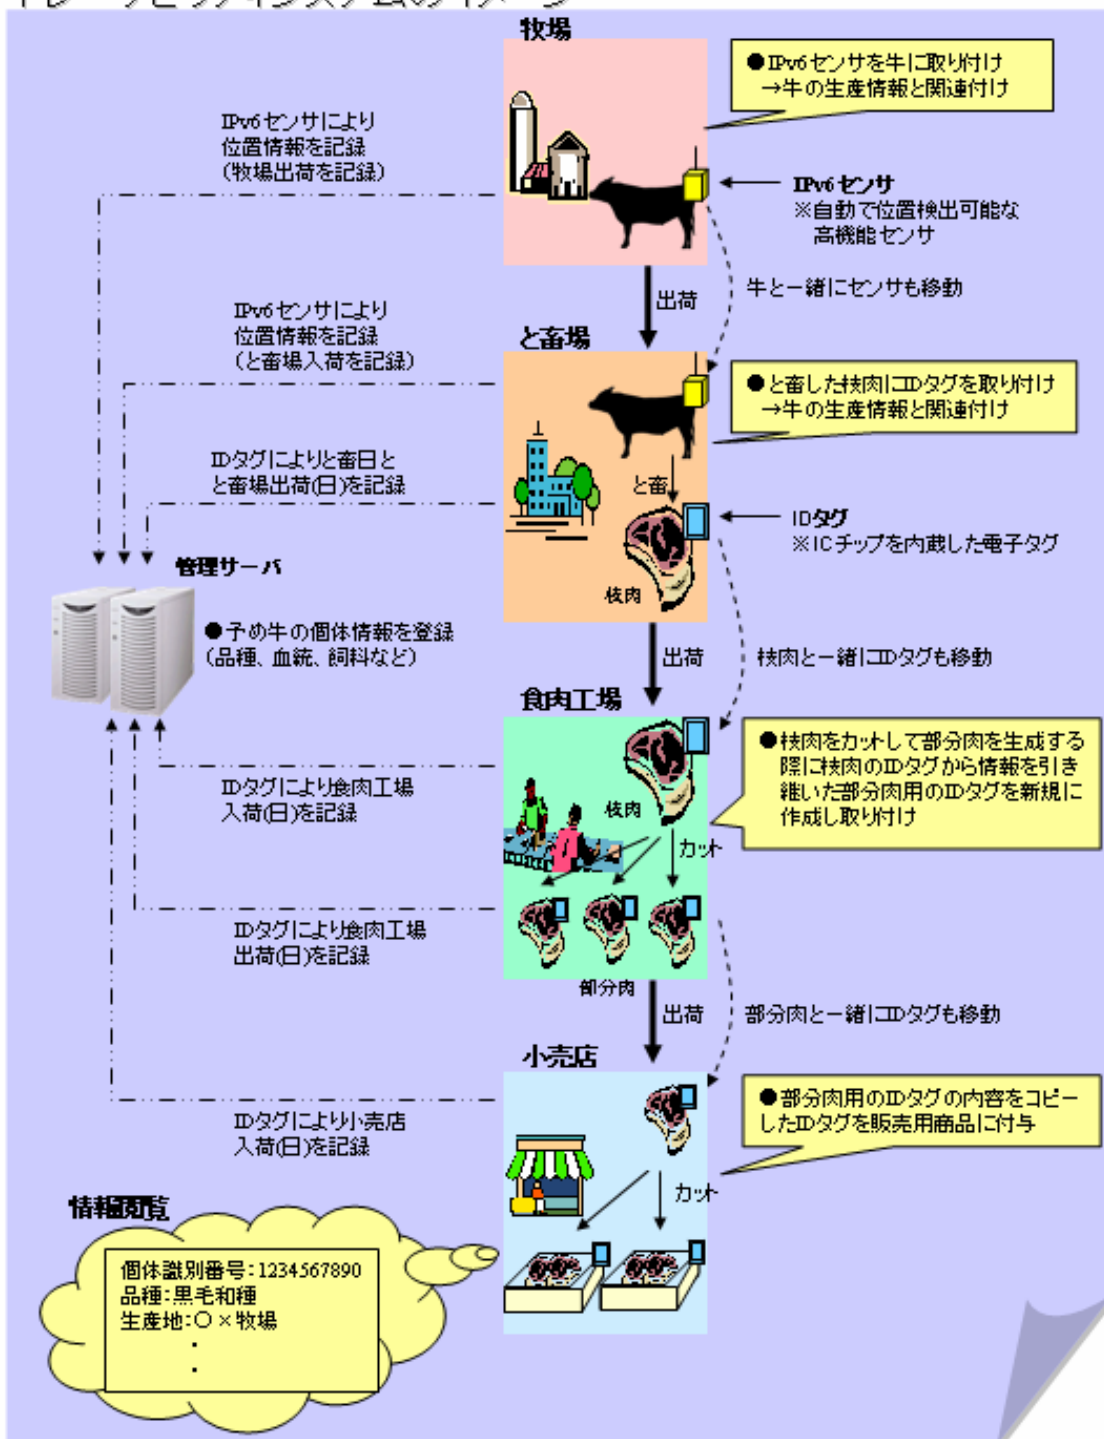 トレーサビリティシステムのイメージ
牧場
●IPv6センサを牛に取り付け
→牛の生産情報と関連付け
IPv6センサにより
位置情報を記録
(牧場出荷を記録)
IPv6センサ
※自動で位置検出可能な
高機能センサ
出荷
牛と一緒にセンサも移動
IPv6センサにより
位置情報を記録
(と畜場入荷を記録)
と畜場
●と畜した枝肉にIDタグを取り付け
→牛の生産情報と関連付け
IDタグによりと畜日と
と畜場出荷(日)を記録
と畜
IDタグ
※ICチップを内蔵した電子タグ
枝肉
管理サーバ
●予め牛の個体情報を登録
(品種、血統、飼料など)
出荷
枝肉と一緒にIDタグも移動
食肉工場
●枝肉をカットして部分肉を生成する
際に枝肉のIDタグから情報を引き
継いだ部分肉用のIDタグを新規に
作成し取り付け
IDタグにより食肉工場
入荷(日)を記録
枝肉
カット
IDタグにより食肉工場
出荷(日)を記録
部分肉
出荷
部分肉と一緒にIDタグも移動
小売店
●部分肉用のIDタグの内容をコピー
したIDタグを販売用商品に付与
IDタグにより小売店
入荷(日)を記録
カット
情報閲覧
個体識別番号:1234567890
品種:黒毛和種
生産地:〇×牧場
・
・